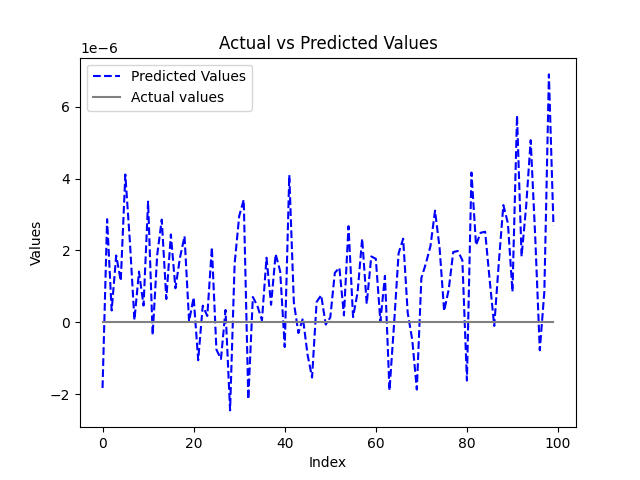 Actual vs Predicted Values
1e−6
Predicted Values
Actual values
6
4
2
0
−2
Values
0
20
40
60
80
100
Index